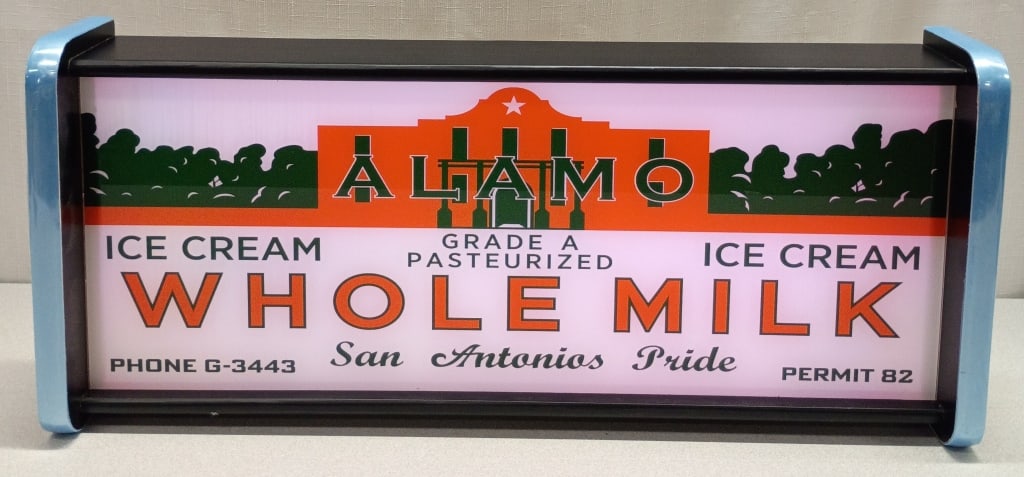 ALAMO
ICE CREAM
GRADE A
PASTEURIZED
ICE CREAM
WHOLE MILK
San Antonios Pride
PHONE G-3443
PERMIT 82